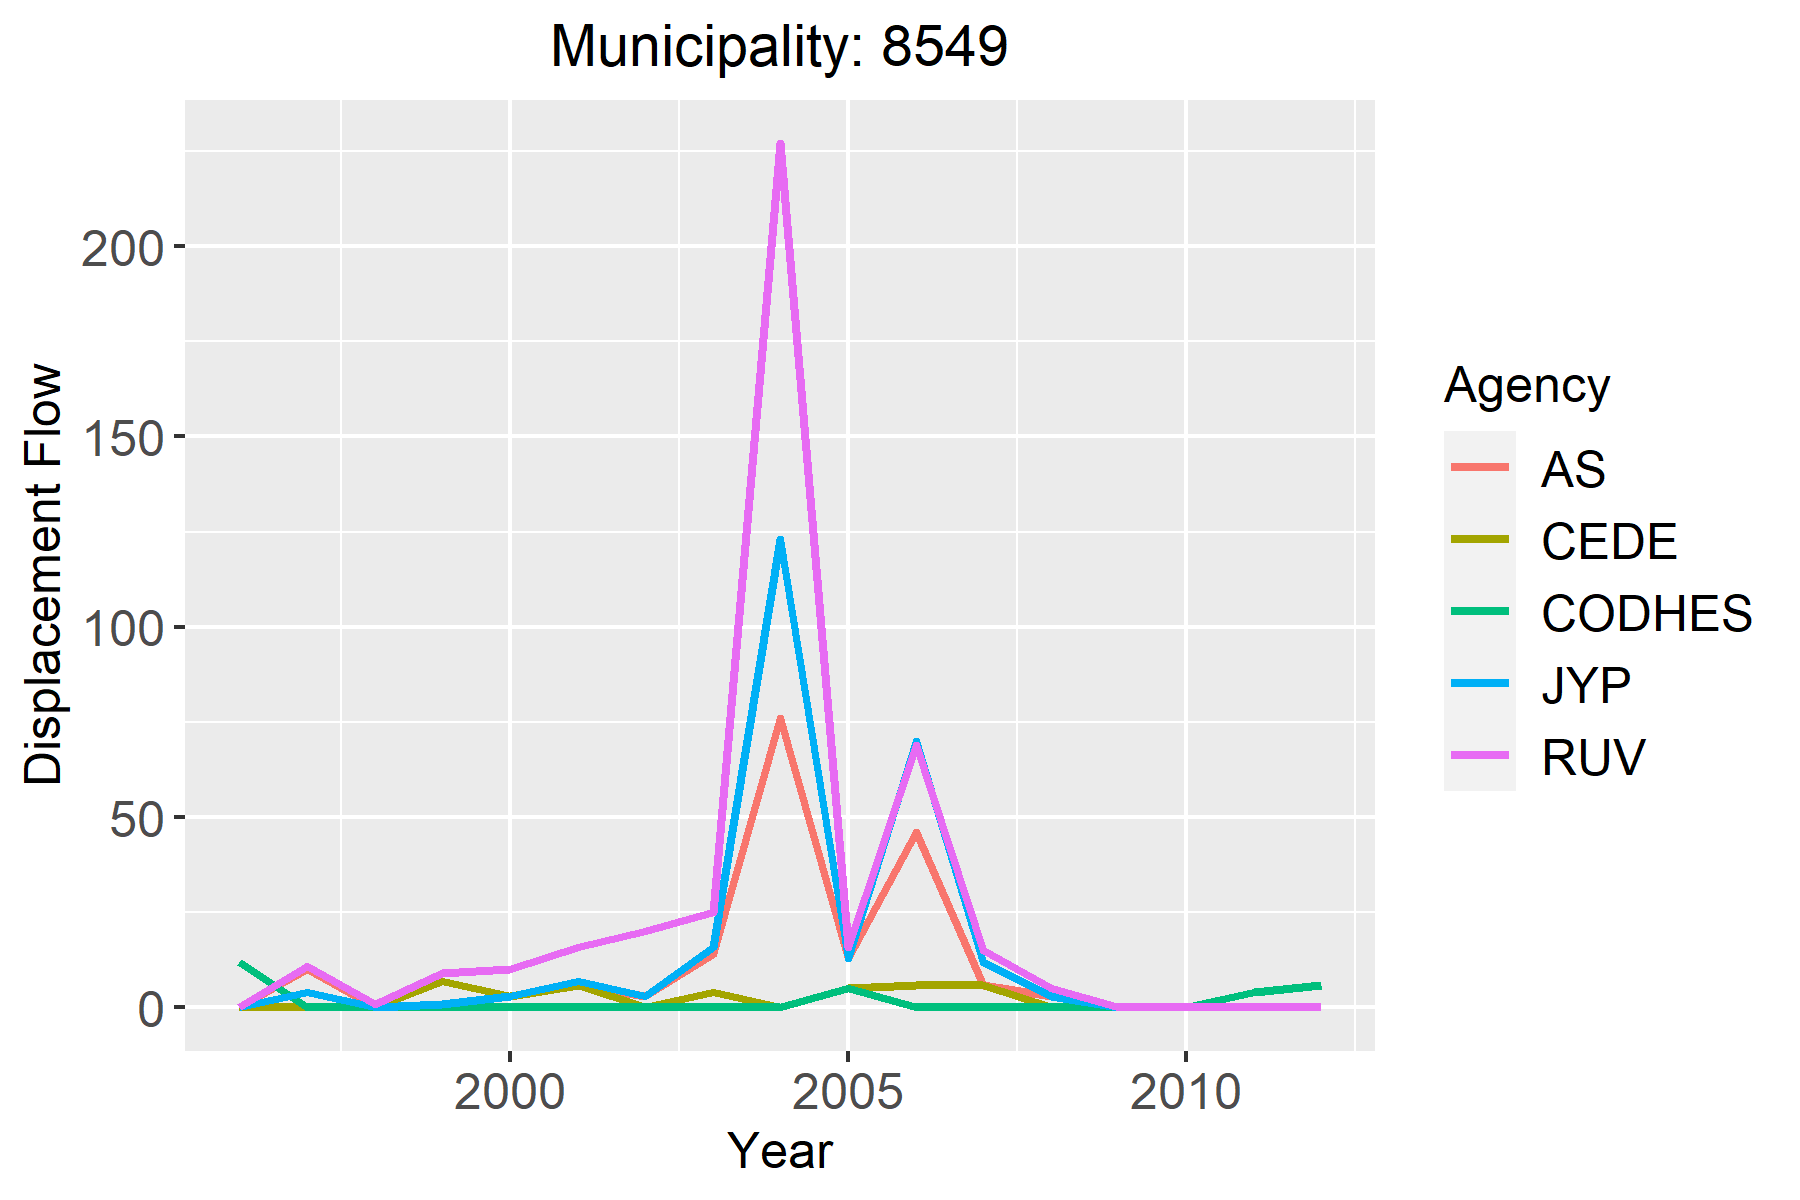 Municipality: 8549
Displacement Flow
200
150
100
50
0
2000 2005 2010
Year
Agency
AS
CEDE
CODHES
JYP
RUV